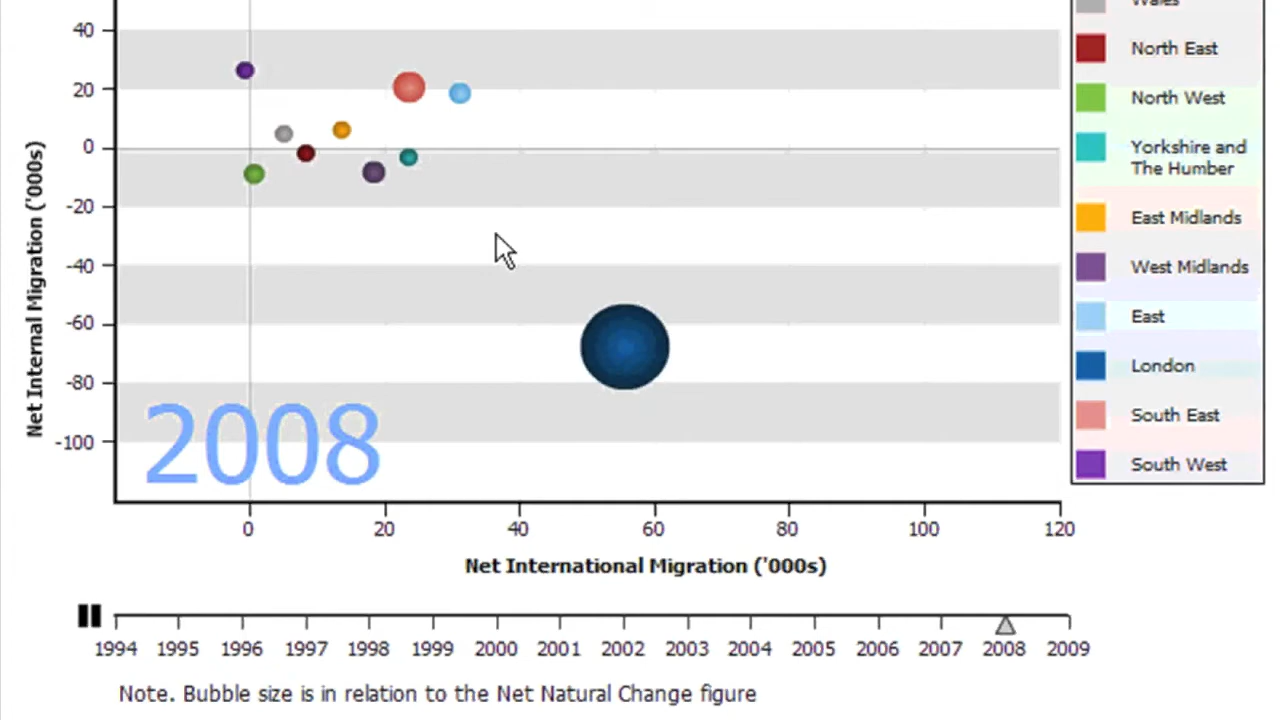 Wales
40
North East
20
North West
0
Yorkshire and
The Humber
-20
East Midlands
-40
West Midlands
-60
East
-80
London
-100
South East
South West
Net Internal Migration ('000s)
2008
0 20 40 60 80 100 120
Net International Migration ('000s)
1994 1995 1996 1997 1998 1999 2000 2001 2002 2003 2004 2005 2006 2007 2008 2009
Note. Bubble size is in relation to the Net Natural Change figure